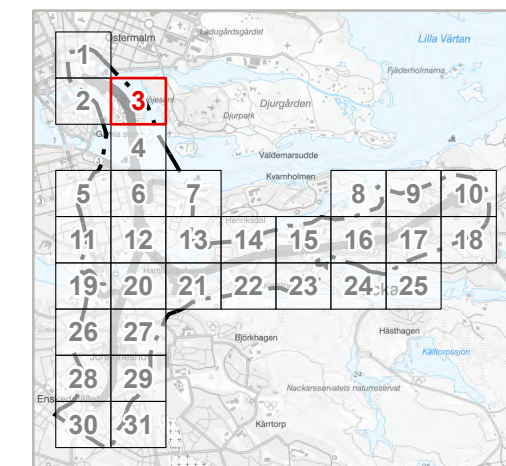 Östermalm
Ladugårdsgärdet
Lilla Värtan
1
Fjäderholmarna
2
3
Djurgården
Djurpark
4
Valdemarsudde
Kvarnholmen
5
6
7
8
9
10
11
12
13
14
15
16
17
18
19
20
21
22
23
24
25
26
27
Björkhagen
Hästhagen
Källtorpssjön
28
29
24
Nackareservatets naturreservat
30
31
Kärrtorp